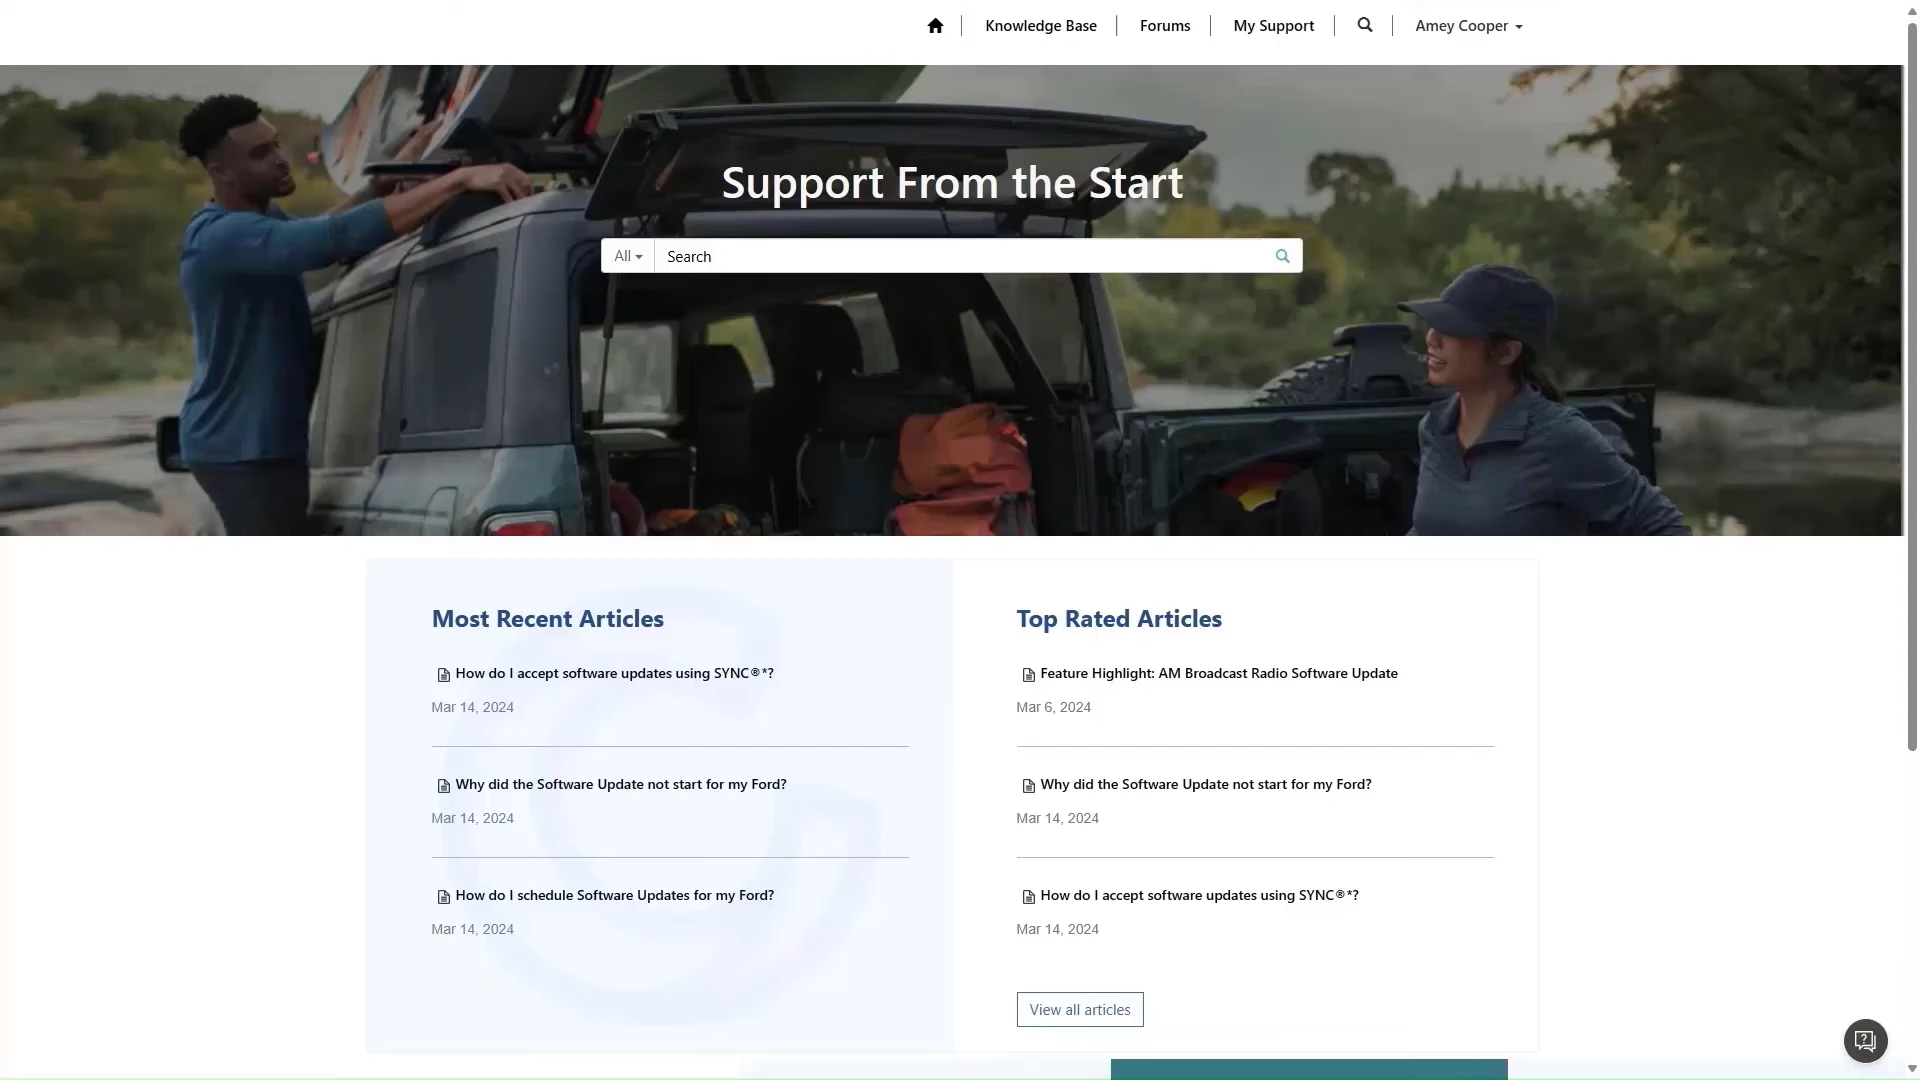 Knowledge Base
Forums
My Support
Amey Cooper
Support From the Start
All
Search
Most Recent Articles
How do I accept software updates using SYNC®*?
Mar 14, 2024
Why did the Software Update not start for my Ford?
Mar 14, 2024
How do I schedule Software Updates for my Ford?
Mar 14, 2024
Top Rated Articles
Feature Highlight: AM Broadcast Radio Software Update
Mar 6, 2024
Why did the Software Update not start for my Ford?
Mar 14, 2024
How do I accept software updates using SYNC®*?
Mar 14, 2024
View all articles